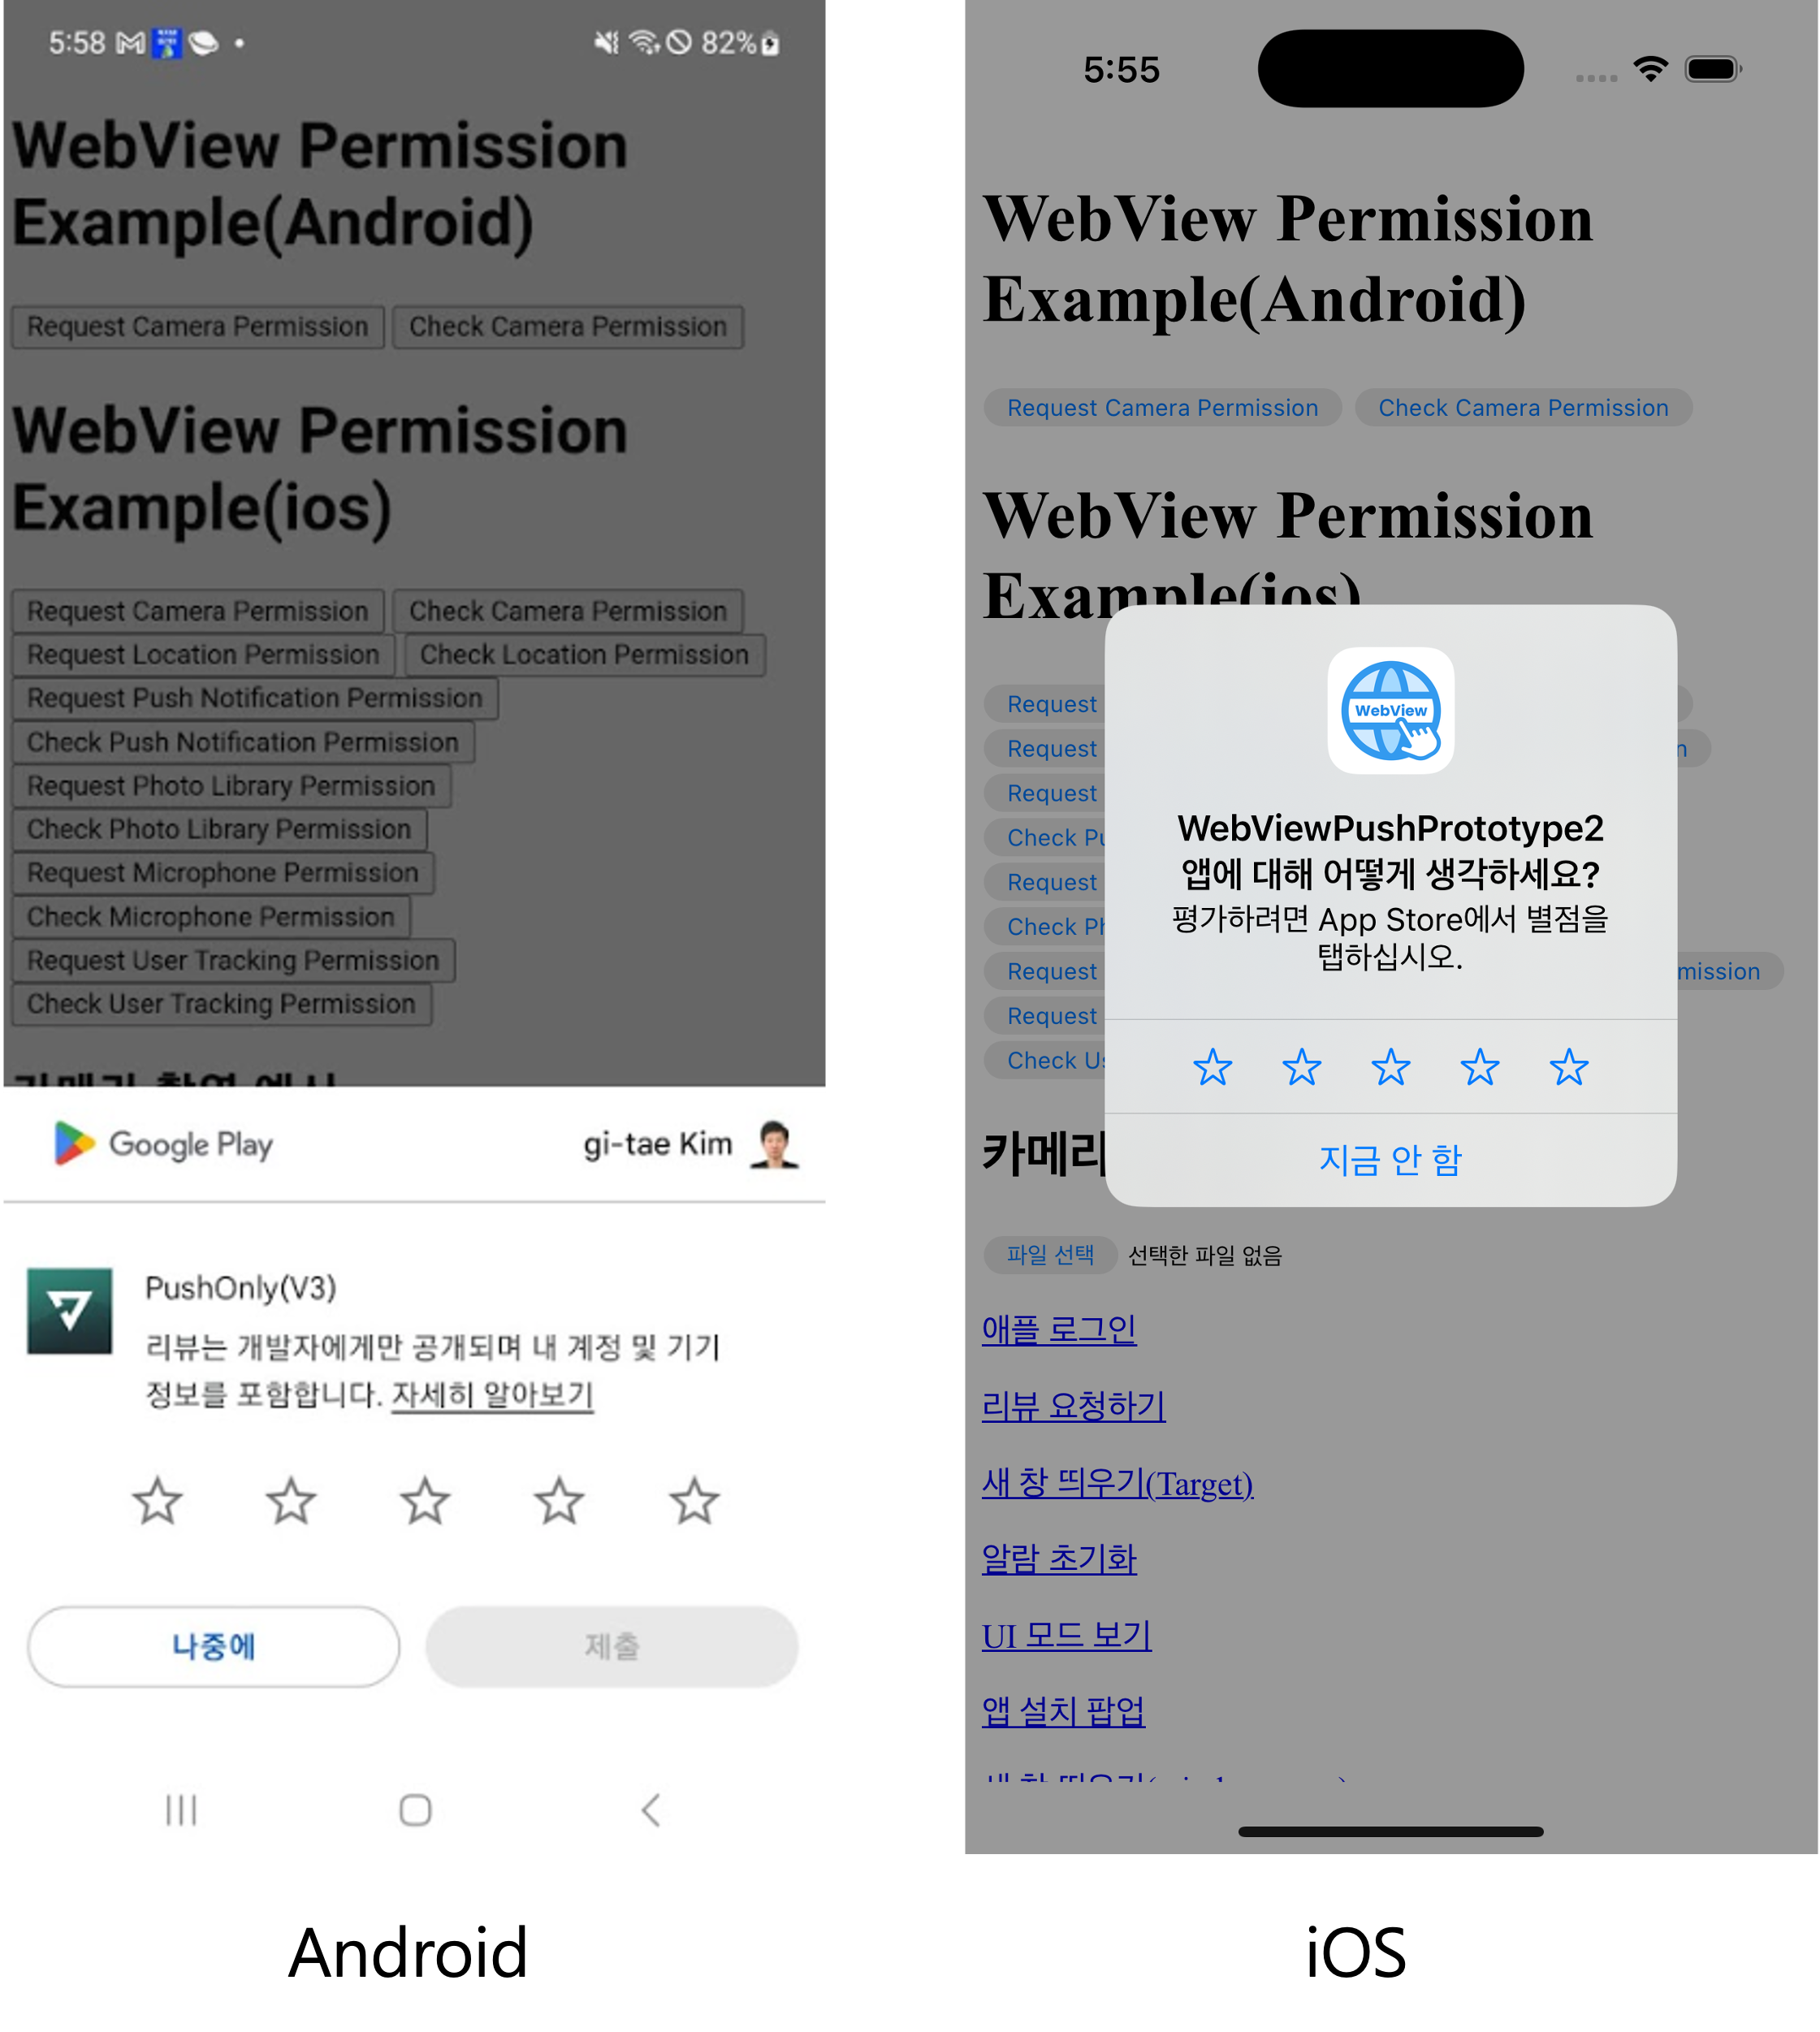 5:58
82%
WebView Permission
Example(Android)
Request Camera Permission Check Camera Permission
WebView Permission
Example(ios)
Request Camera Permission Check Camera Permission
Request Location Permission Check Location Permission
Request Push Notification Permission
Check Push Notification Permission
Request Photo Library Permission
Check Photo Library Permission
Request Microphone Permission
Check Microphone Permission
Request User Tracking Permission
Check User Tracking Permission
Google Play gi-tae Kim
PushOnly(V3)
리뷰는 개발자에게만 공개되며 내 계정 및 기기
정보를 포함합니다. 자세히 알아보기
나중에 제출
Android
5:55
WebView Permission
Example(Android)
Request Camera Permission Check Camera Permission
WebView Permission
Example(ios)
Request
Request
Request
Check
Request
Check
Request mission
Request
Check
WebView
WebViewPushPrototype2
앱에 대해 어떻게 생각하세요?
평가하려면 App Store에서 별점을
탭하십시오.
지금 안 함
카메라
파일 선택 선택한 파일 없음
애플 로그인
리뷰 요청하기
새 창 띄우기(Target)
알람 초기화
UI 모드 보기
앱 설치 팝업
iOS